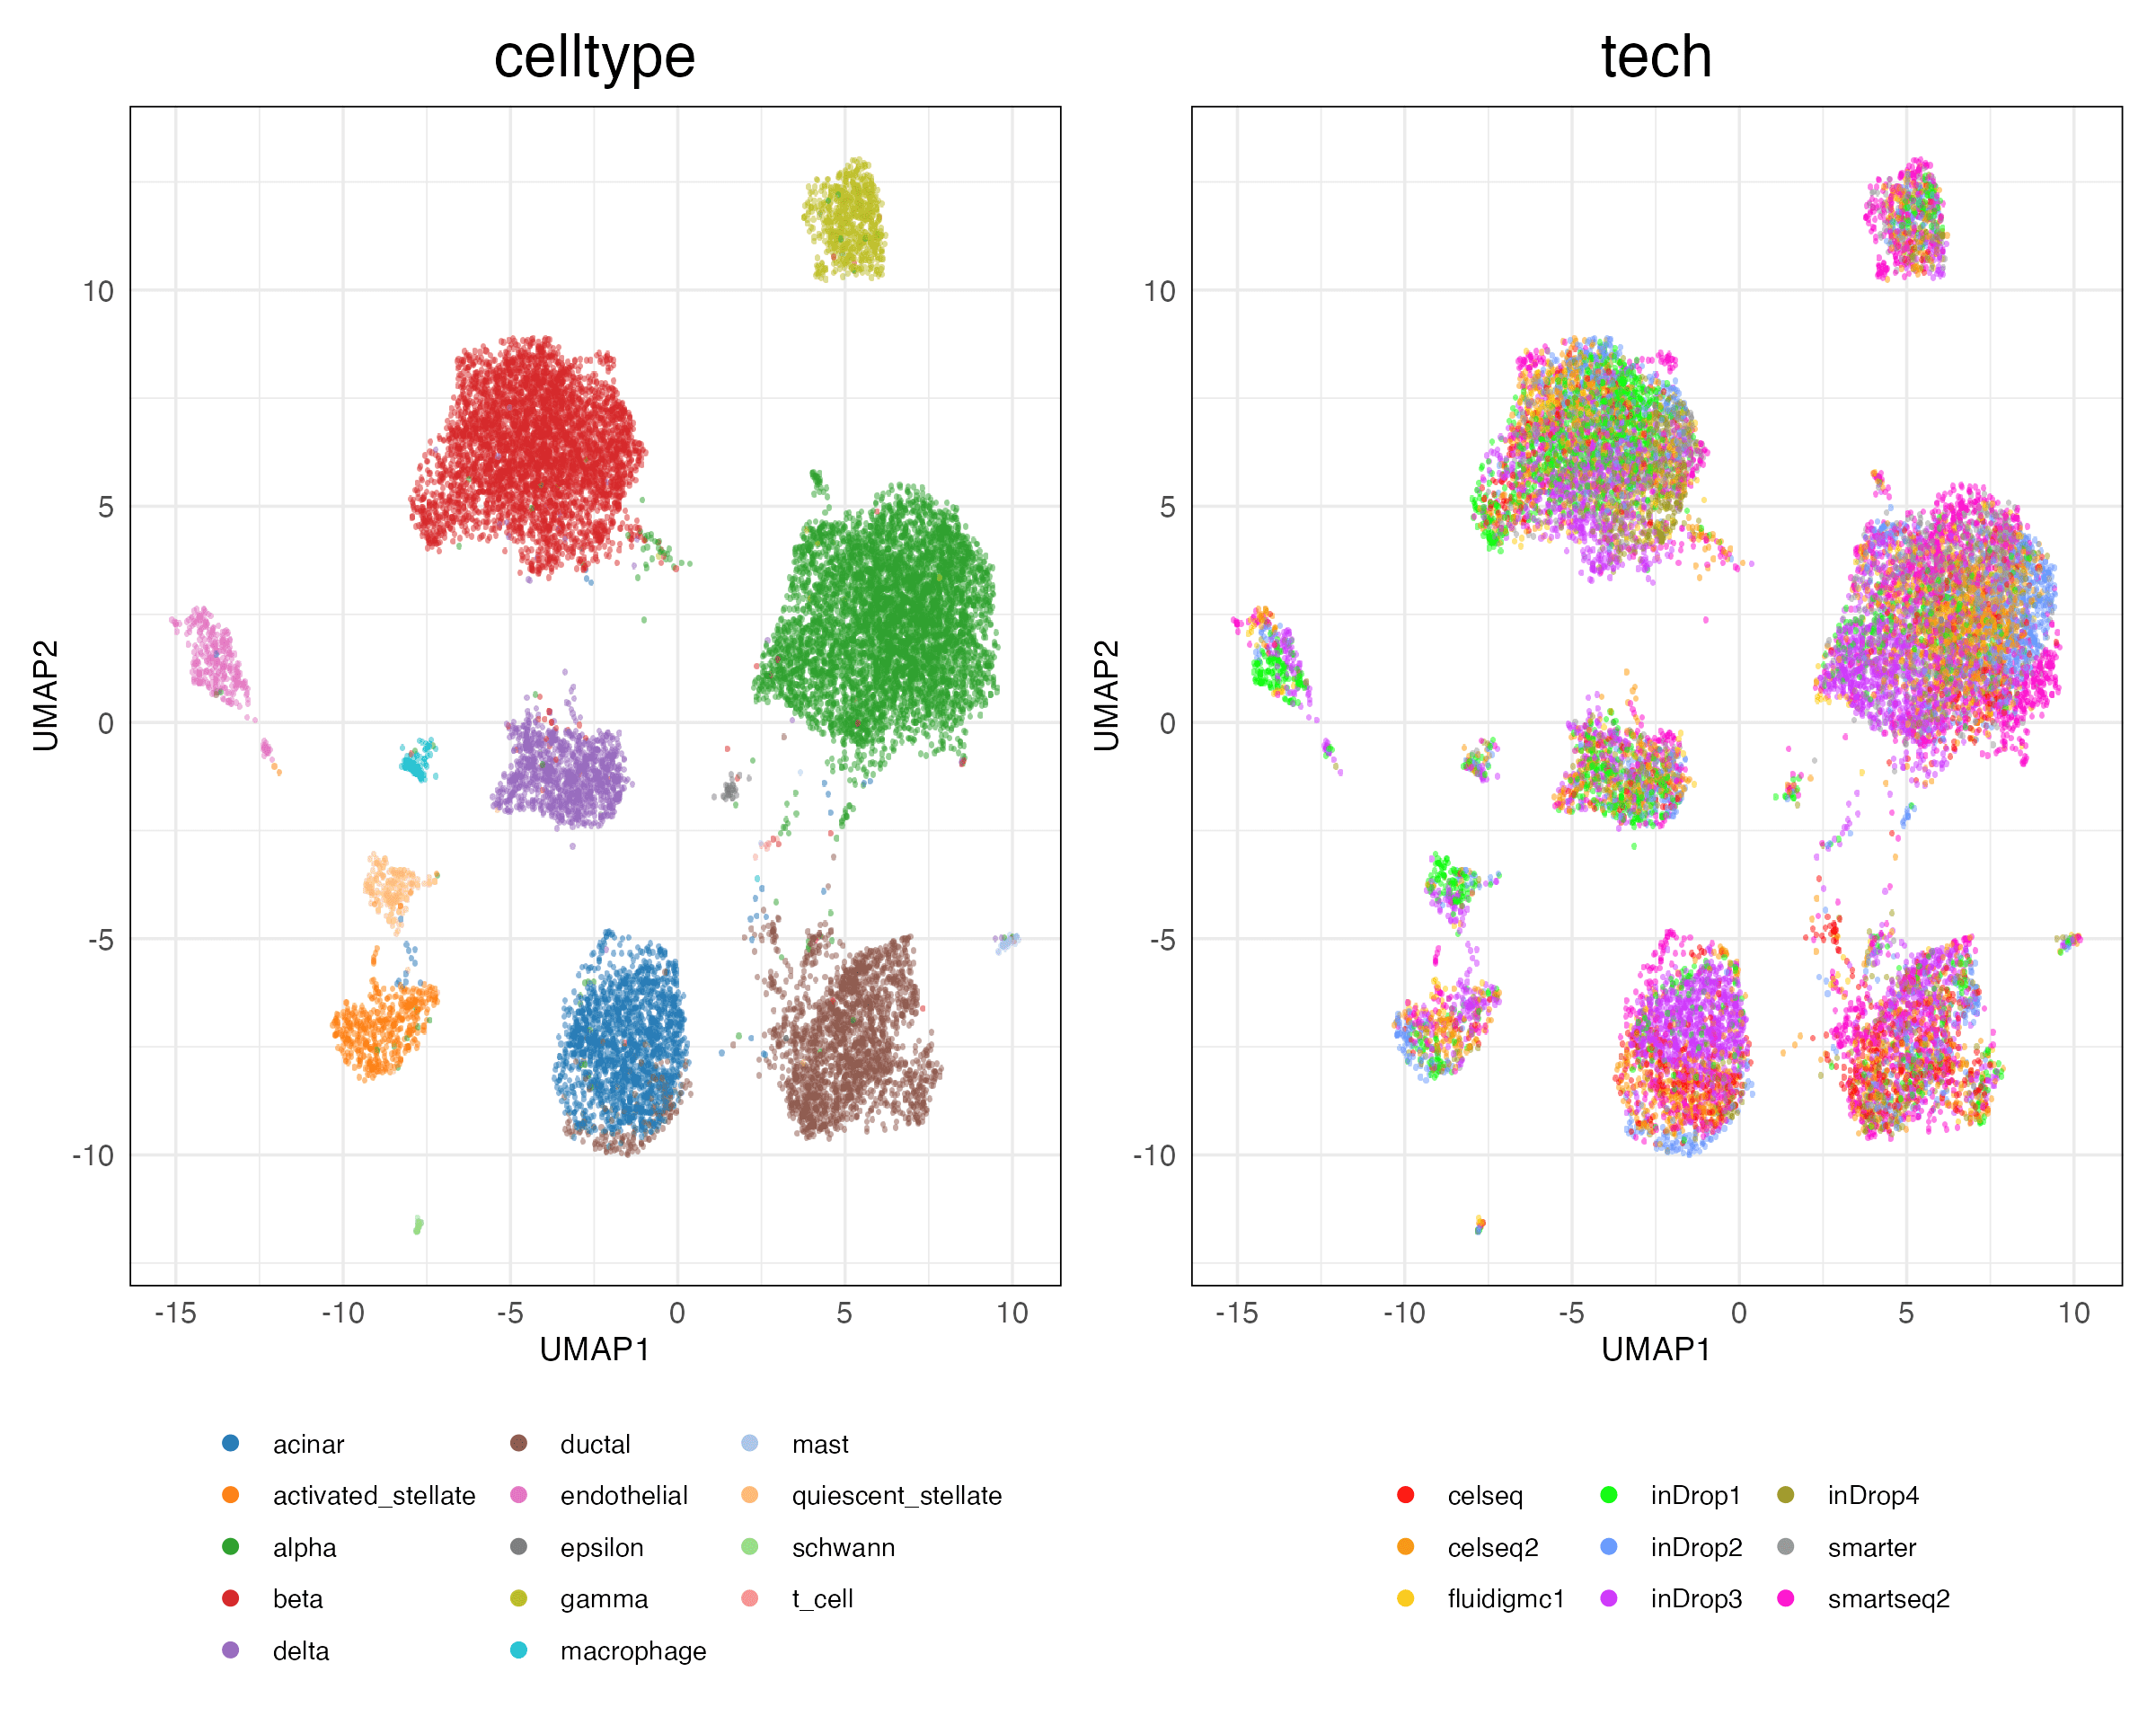 celltype
tech
10
5
0
-5
-10
UMAP2
-15 -10 -5 0 5 10
UMAP1
10
5
0
-5
-10
UMAP2
-15 -10 -5 0 5 10
UMAP1
acinar
activated_stellate
alpha
beta
delta
ductal
endothelial
epsilon
gamma
macrophage
mast
quiescent_stellate
schwann
t_cell
celseq
celseq2
fluidigmc1
inDrop1
inDrop2
inDrop3
inDrop4
smarter
smartseq2